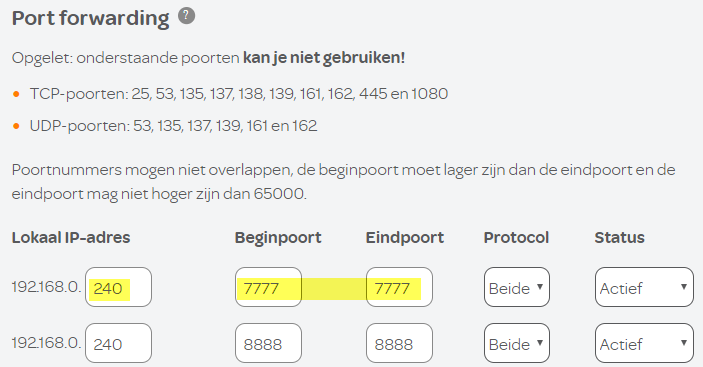 Port forwarding ?
Opgelet: onderstaande poorten kan je niet gebruiken!
• TCP-poorten: 25, 53, 135, 137, 138, 139, 161, 162, 445 en 1080
• UDP-poorten: 53, 135, 137, 139, 161 en 162
Poortnummers mogen niet overlappen, de beginpoort moet lager zijn dan de eindpoort en de
eindpoort mag niet hoger zijn dan 65000.
Lokaal IP-adres Beginpoort Eindpoort Protocol Status
192.168.0. 240 7777 7777 Beide Actief
192.168.0. 240 8888 8888 Beide Actief